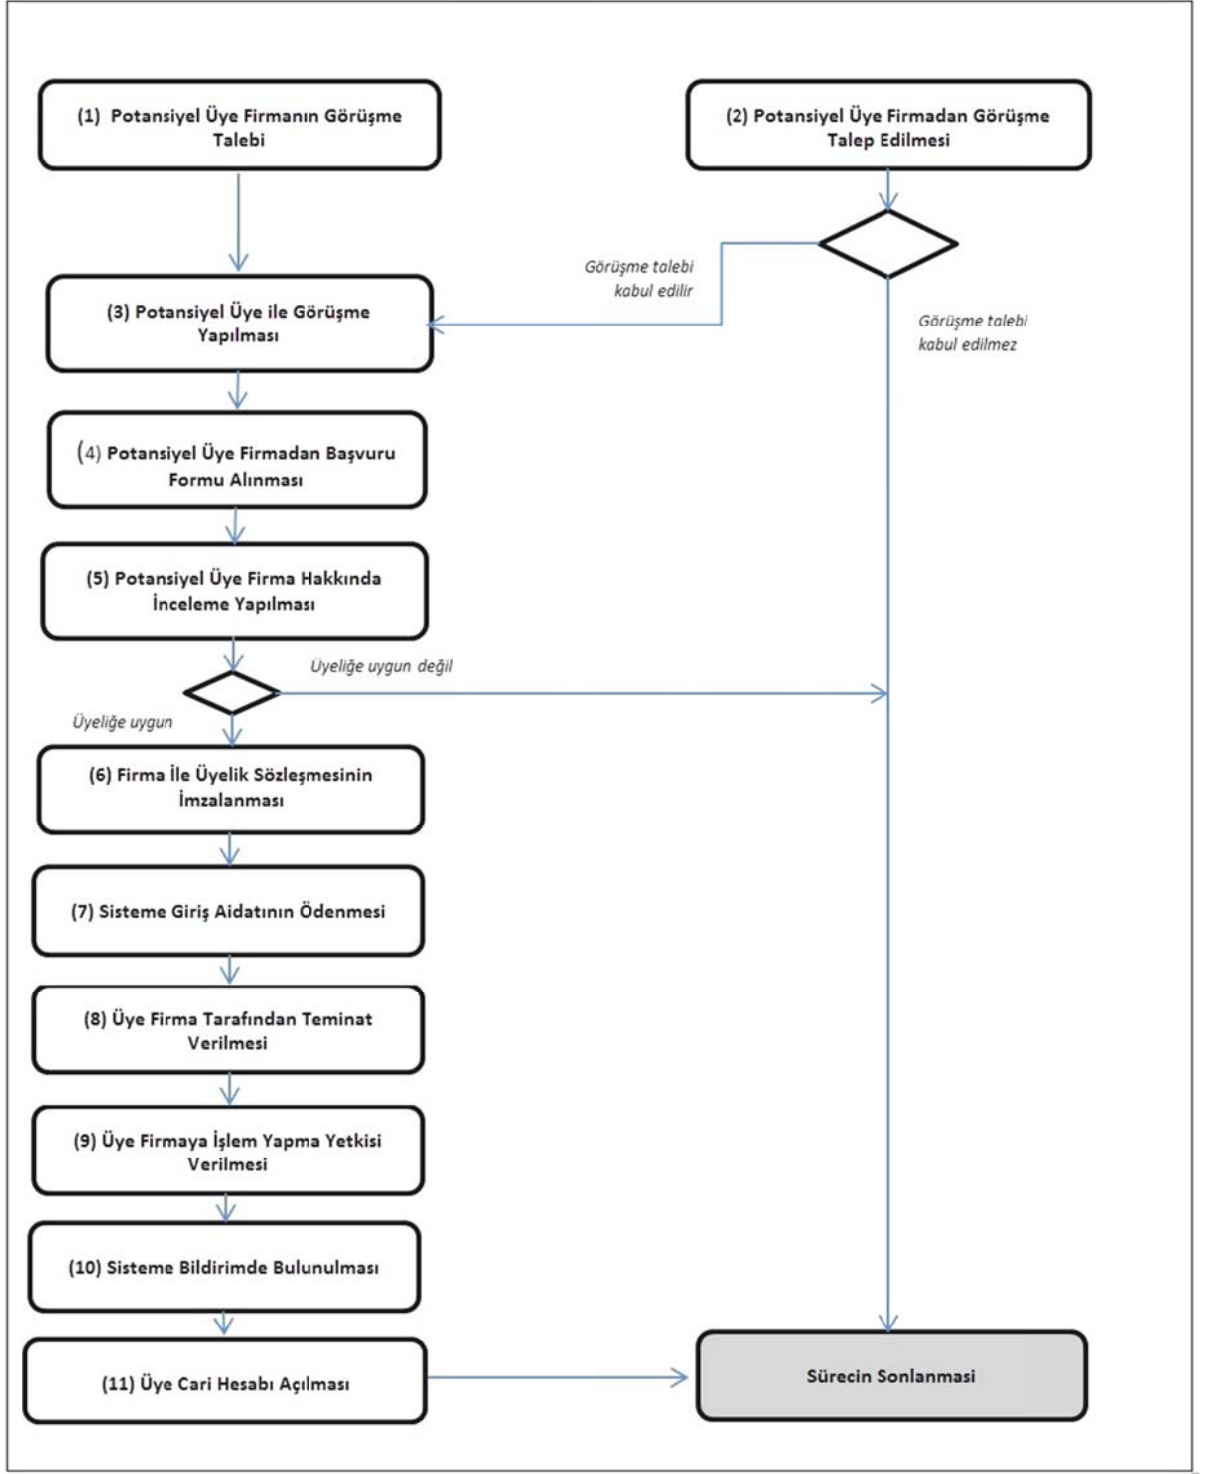 (1) Potansiyel Üye Firmanın Görüşme
Talebi
(2) Potansiyel Üye Firmadan Görüşme
Talep Edilmesi
Görüşme talebi
kabul edilir
(3) Potansiyel Üye ile Görüşme
Yapılması
Görüşme talebi
kabul edilmez
(4) Potansiyel Üye Firmadan Başvuru
Formu Alınması
(5) Potansiyel Üye Firma Hakkında
İnceleme Yapılması
Üyeliğe uygun değil
Üyeliğe uygun
(6) Firma İle Üyelik Sözleşmesinin
İmzalanması
(7) Sisteme Giriş Aidatının Ödenmesi
(8) Üye Firma Tarafından Teminat
Verilmesi
(9) Üye Firmaya İşlem Yapma Yetkisi
Verilmesi
(10) Sisteme Bildirimde Bulunulması
(11) Üye Cari Hesabı Açılması
Sürecin Sonlanması